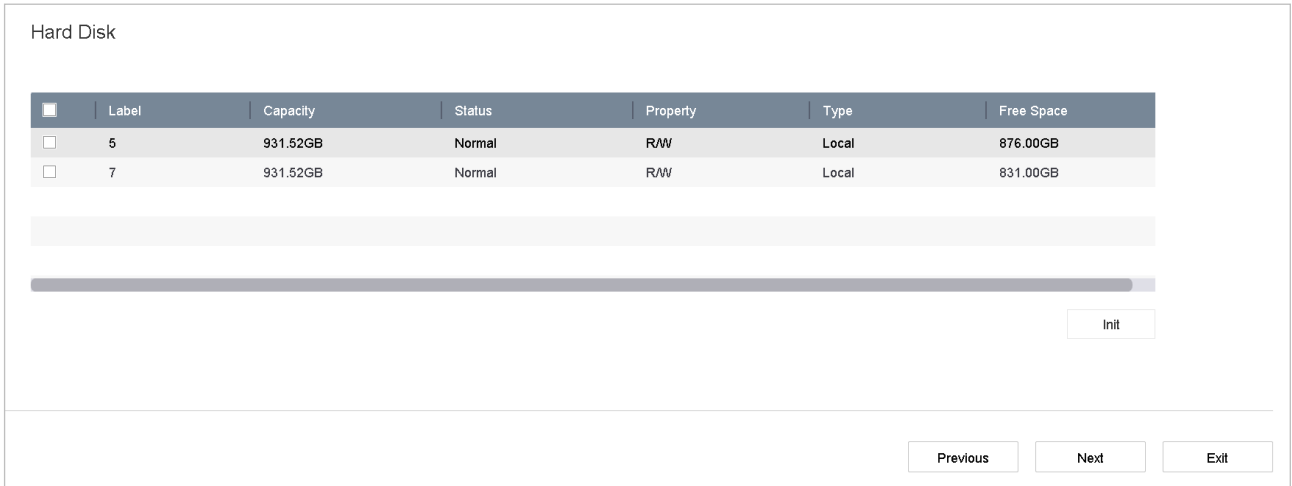 Hard Disk
Label Capacity Status Property Type Free Space
5 931.52GB Normal R/W Local 876.00GB
7 931.52GB Normal R/W Local 831.00GB
Init
Previous Next Exit